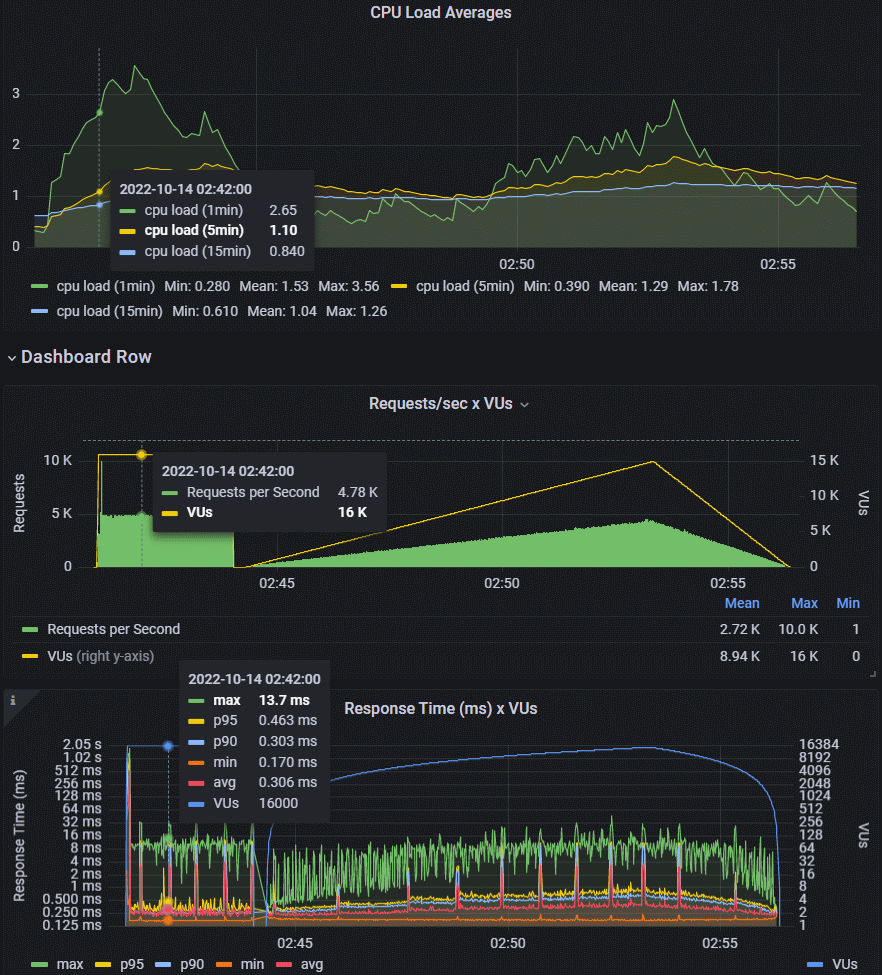 CPU Load Averages
3
2
1
0
2022-10-14 02:42:00
cpu load (1min) 2.65
cpu load (5min) 1.10
cpu load (15min) 0.840
02:50 02:55
cpu load (1min) Min: 0.280 Mean: 1.53 Max: 3.56 cpu load (5min) Min: 0.390 Mean: 1.29 Max: 1.78
cpu load (15min) Min: 0.610 Mean: 1.04 Max: 1.26
Dashboard Row
Requests/sec x VUs
Requests
10 K
5 K
0
2022-10-14 02:42:00
Requests per Second 4.78 K
VUs 16 K
15 K
10 K
5 K
0
VUs
02:45 02:50 02:55
Mean Max Min
Requests per Second 2.72 K 10.0 K 1
VUs (right y-axis) 8.94 K 16 K 0
i
Response Time (ms) x VUs
2022-10-14 02:42:00
max 13.7 ms
p95 0.463 ms
p90 0.303 ms
min 0.170 ms
avg 0.306 ms
VUs 16000
Response Time (ms)
2.05 s
1.02 s
512 ms
256 ms
128 ms
64 ms
32 ms
16 ms
8 ms
4 ms
2 ms
1 ms
0.500 ms
0.250 ms
0.125 ms
16384
8192
4096
2048
1024
512
256
128
64
32
16
8
4
2
1
VUs
02:45 02:50 02:55
max p95 p90 min avg VUs